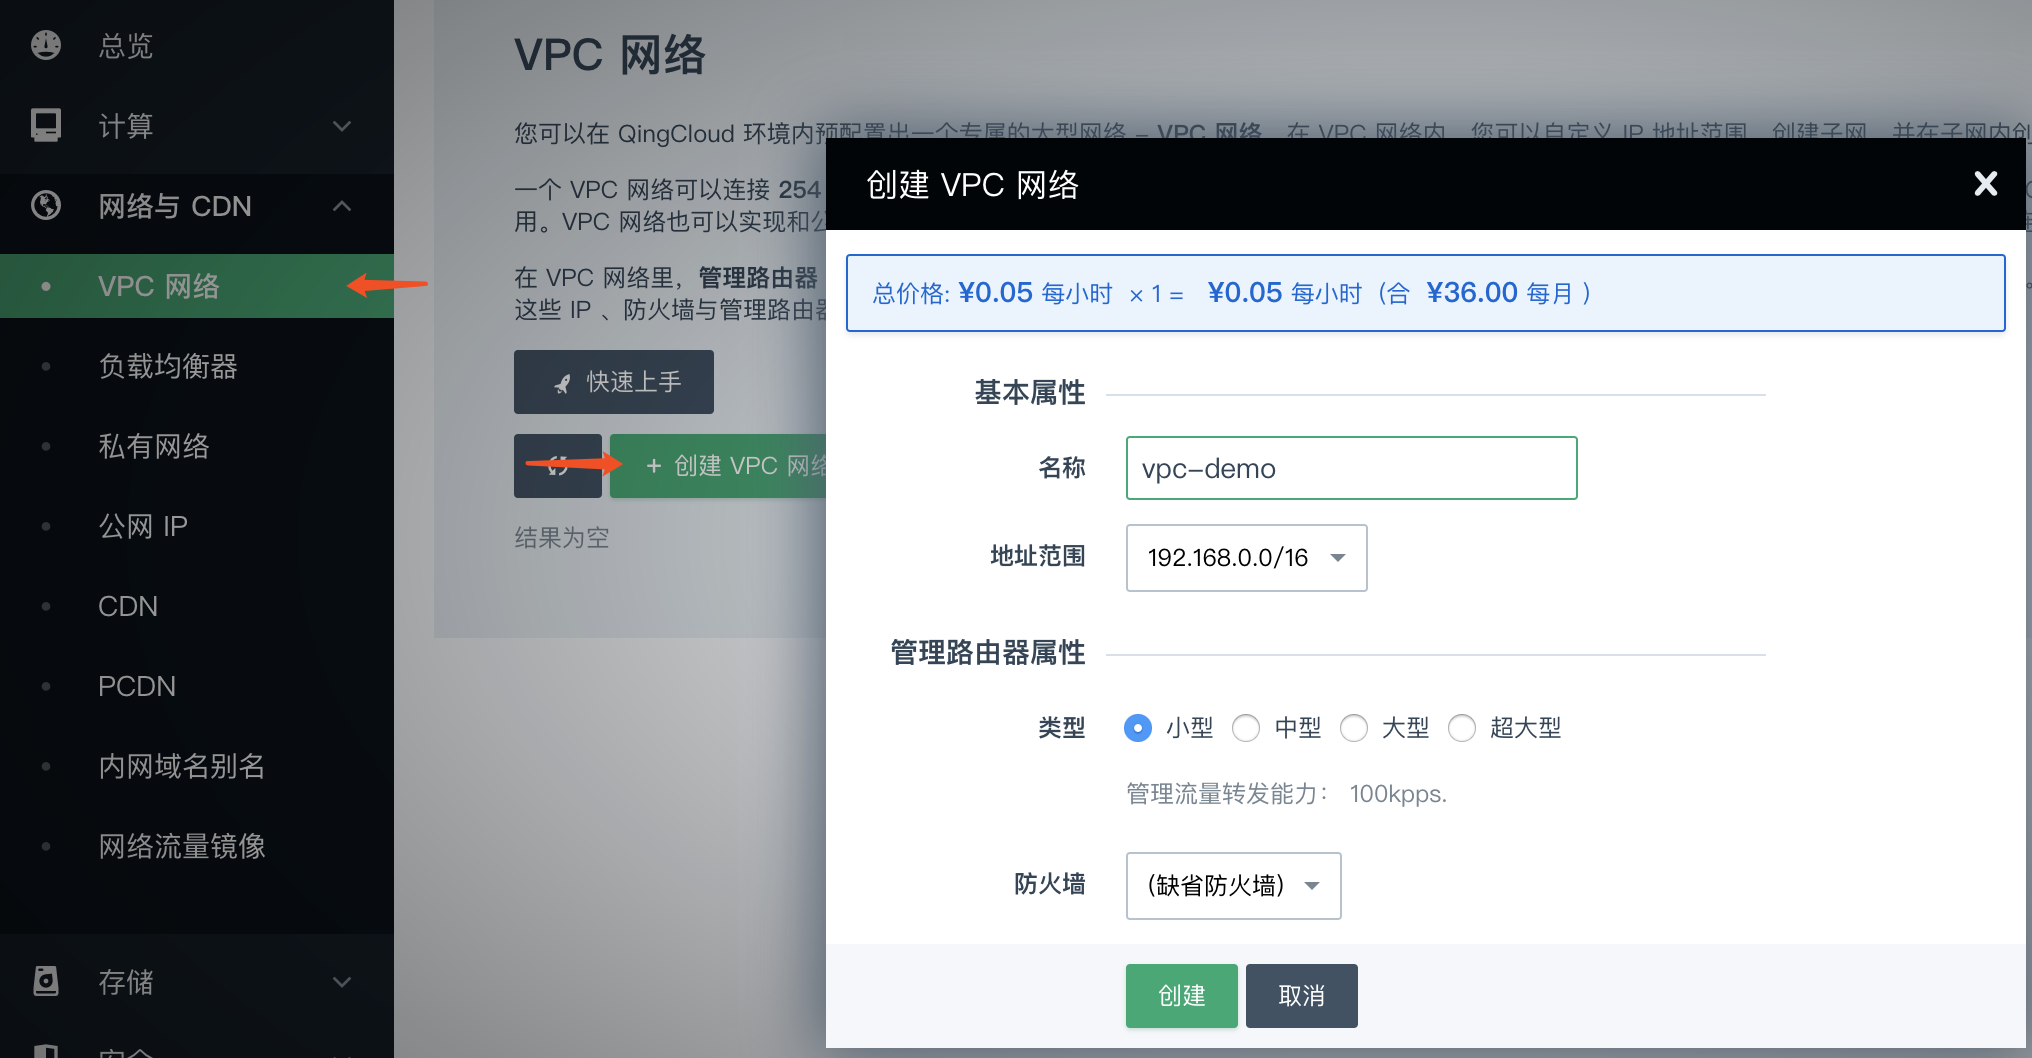 总览
计算
网络与 CDN
VPC 网络
负载均衡器
私有网络
公网 IP
CDN
PCDN
内网域名别名
网络流量镜像
存储
安全
VPC 网络
您可以在 QingCloud 环境内预配置出一个专属的大型网络 – VPC 网络。在 VPC 网络内，您可以自定义 IP 地址范围、创建子网，并在子网内创
一个 VPC 网络可以连接 254
用。VPC 网络也可以实现和公
在 VPC 网络里，管理路由器
这些 IP 、防火墙与管理路由器
快速上手
+ 创建 VPC 网络
结果为空
创建 VPC 网络
总价格: ¥0.05 每小时 × 1 = ¥0.05 每小时（合 ¥36.00 每月 ）
基本属性
名称
vpc-demo
地址范围
192.168.0.0/16
管理路由器属性
类型
小型 中型 大型 超大型
管理流量转发能力： 100kpps.
防火墙
(缺省防火墙)
创建
取消